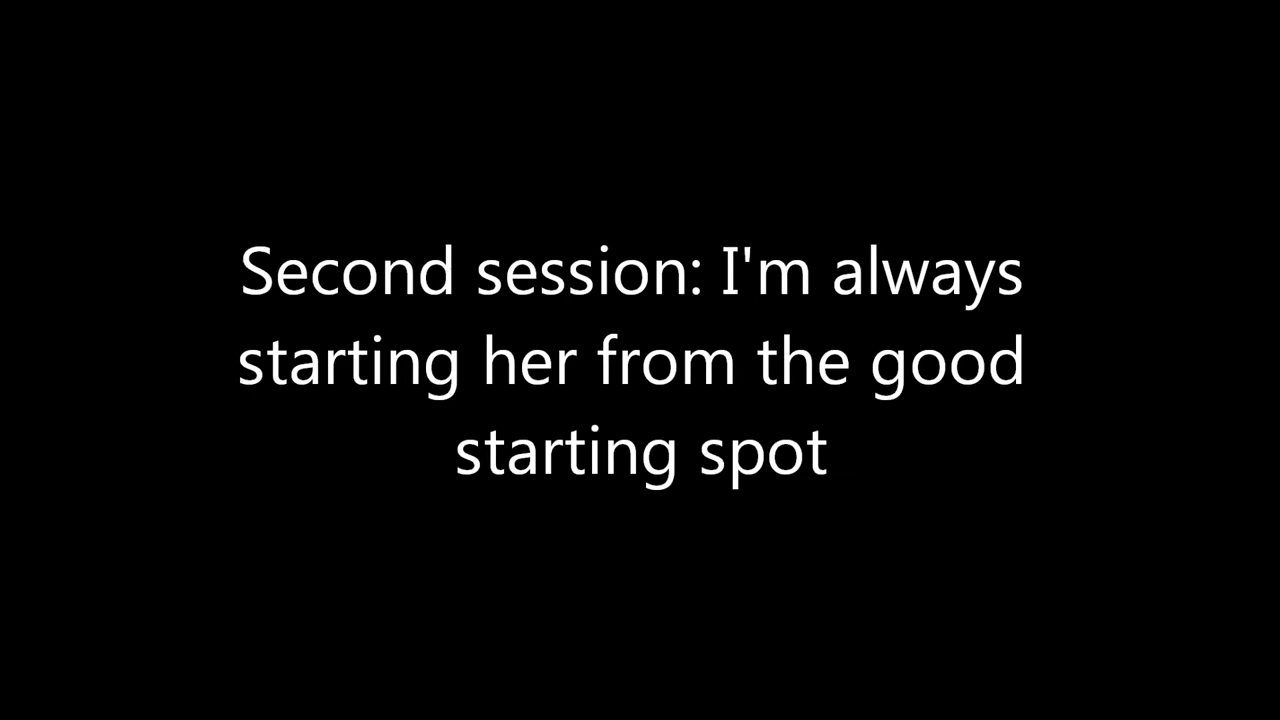 Second session: I'm always
starting her from the good
starting spot